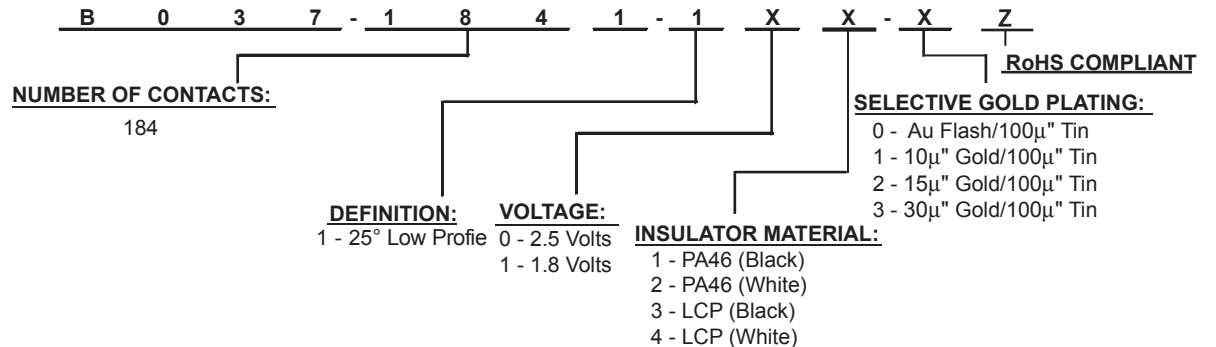 B 0 3 7 - 1 8 4 1 - 1 X X - X Z
RoHS COMPLIANT
NUMBER OF CONTACTS:
184
SELECTIVE GOLD PLATING:
0 - Au Flash/100µ" Tin
1 - 10µ" Gold/100µ" Tin
2 - 15µ" Gold/100µ" Tin
3 - 30µ" Gold/100µ" Tin
DEFINITION:
1 - 25° Low Profie
VOLTAGE:
0 - 2.5 Volts
1 - 1.8 Volts
INSULATOR MATERIAL:
1 - PA46 (Black)
2 - PA46 (White)
3 - LCP (Black)
4 - LCP (White)